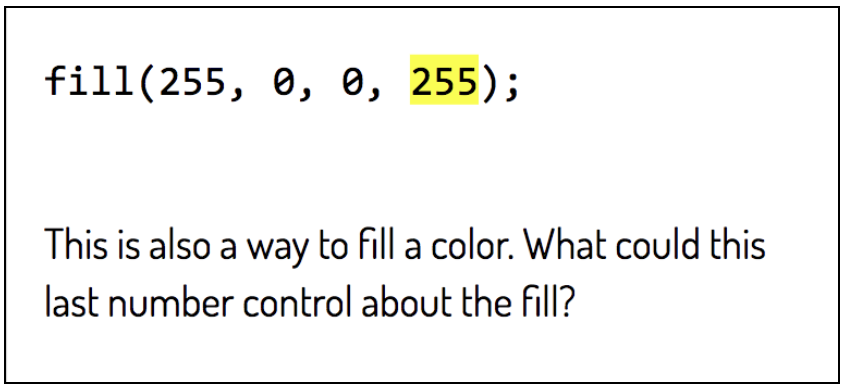 fill(255, 0, 0, 255);
This is also a way to fill a color. What could this
last number control about the fill?